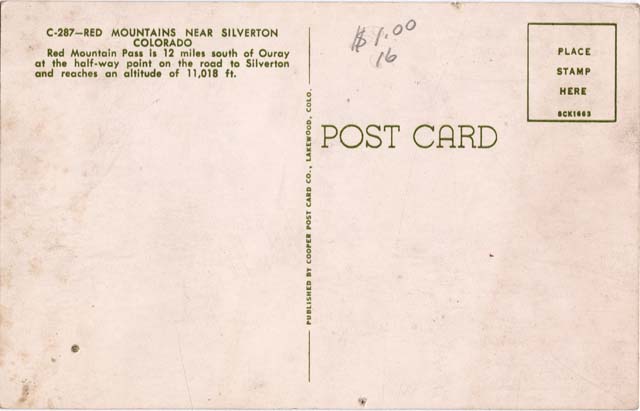 C-287—RED MOUNTAINS NEAR SILVERTON
COLORADO
Red Mountain Pass is 12 miles south of Ouray
at the half-way point on the road to Silverton
and reaches an altitude of 11,018 ft.
PUBLISHED BY COOPER POST CARD CO., LAKEWOOD, COLO.
$1.00
16
POST CARD
PLACE
STAMP
HERE
SCK1663